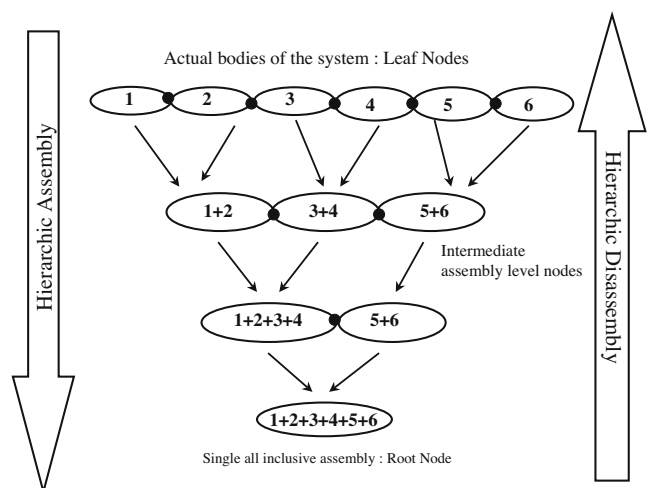 Actual bodies of the system : Leaf Nodes
1 2 3 4 5 6
Hierarchic Assembly
Hierarchic Disassembly
1+2 3+4 5+6
Intermediate
assembly level nodes
1+2+3+4 5+6
1+2+3+4+5+6
Single all inclusive assembly : Root Node